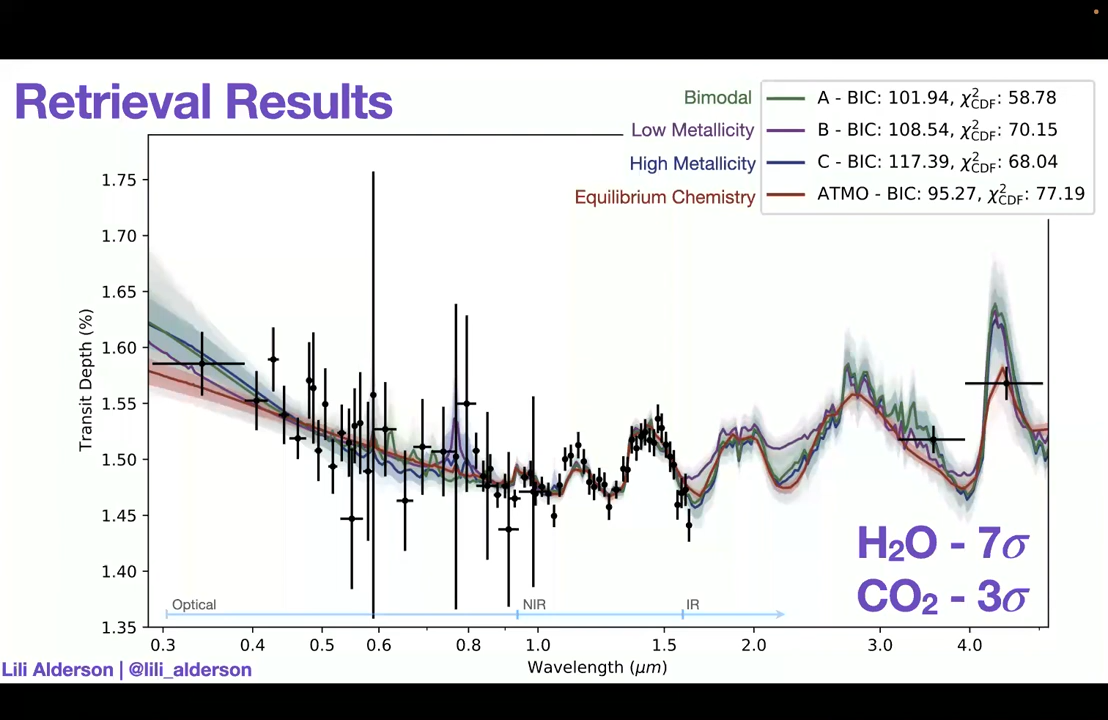 Retrieval Results
Bimodal A - BIC: 101.94, χ²CDF: 58.78
Low Metallicity B - BIC: 108.54, χ²CDF: 70.15
High Metallicity C - BIC: 117.39, χ²CDF: 68.04
Equilibrium Chemistry ATMO - BIC: 95.27, χ²CDF: 77.19
1.75
1.70
1.65
1.60
1.55
1.50
1.45
1.40
1.35
Transit Depth (%)
H₂O - 7σ
CO₂ - 3σ
Optical NIR IR
0.3 0.4 0.5 0.6 0.8 1.0 1.5 2.0 3.0 4.0
Wavelength (μm)
Lili Alderson | @lili_alderson